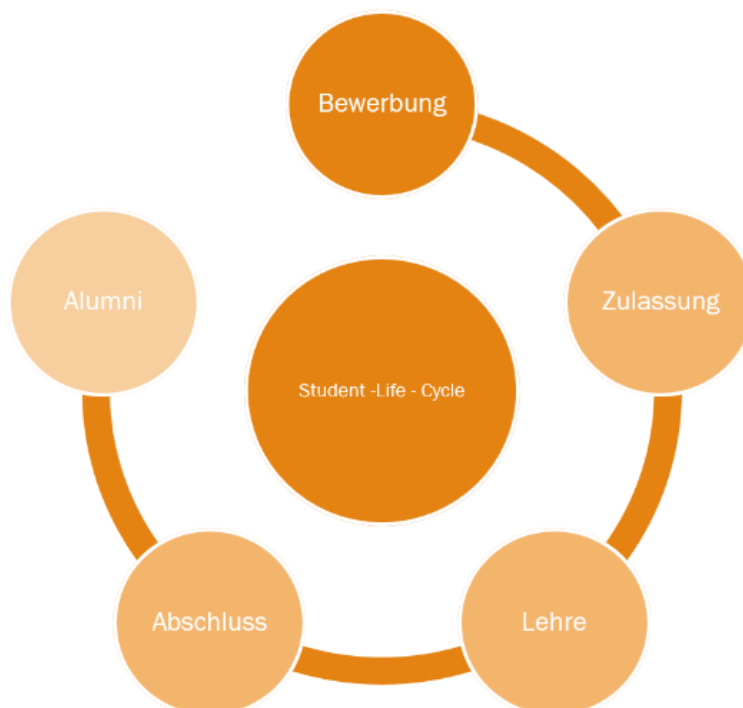 Bewerbung
Zulassung
Lehre
Abschluss
Alumni
Student -Life - Cycle